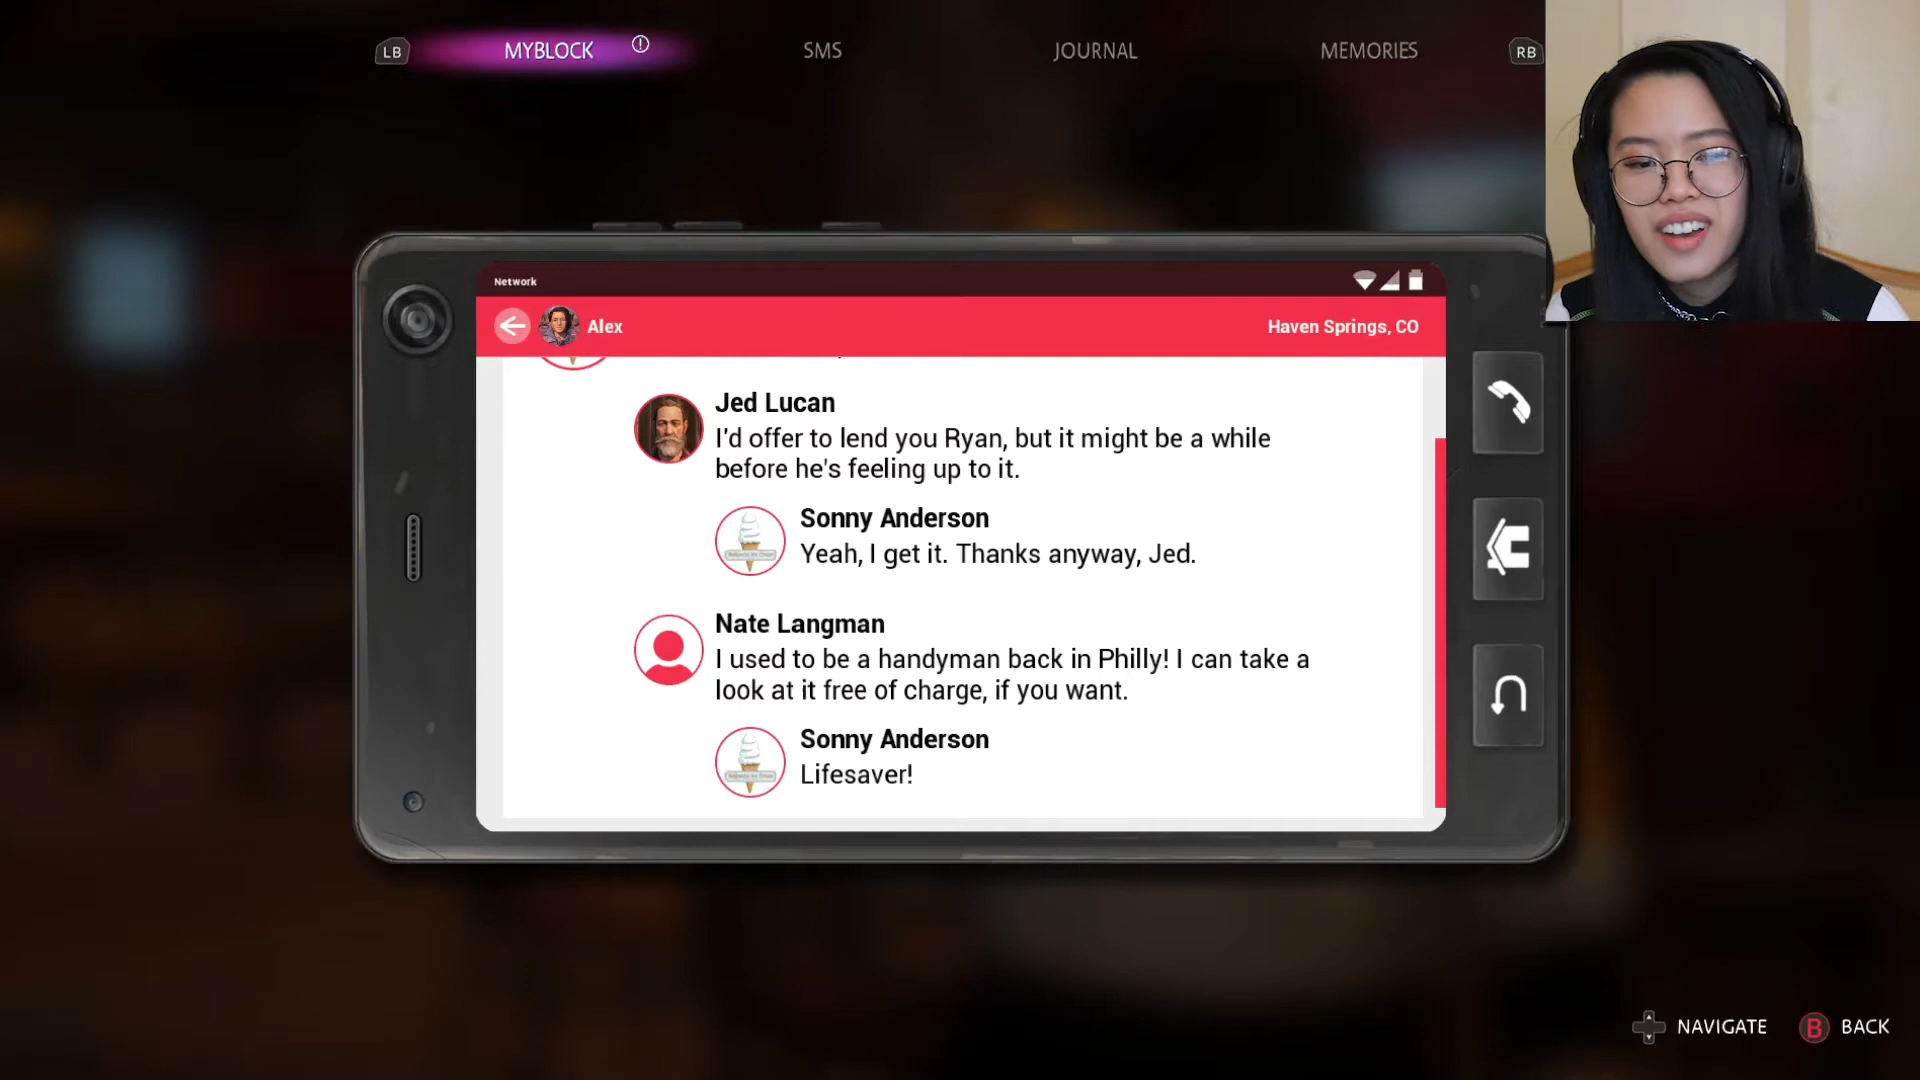 LB MYBLOCK SMS JOURNAL MEMORIES RB
Network
Alex Haven Springs, CO
Jed Lucan
I'd offer to lend you Ryan, but it might be a while
before he's feeling up to it.
Sonny Anderson
Yeah, I get it. Thanks anyway, Jed.
Nate Langman
I used to be a handyman back in Philly! I can take a
look at it free of charge, if you want.
Sonny Anderson
Lifesaver!
NAVIGATE B BACK